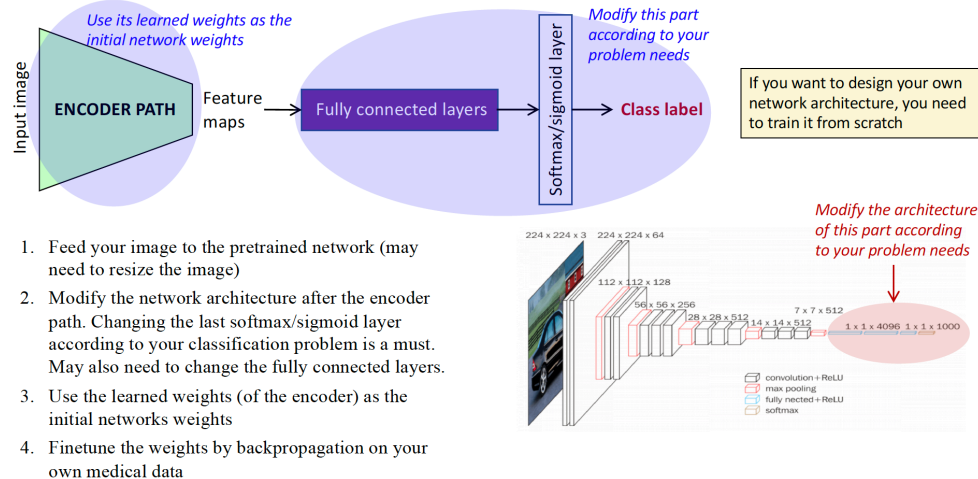 Use its learned weights as the
initial network weights
Modify this part
according to your
problem needs
Input image
ENCODER PATH
Feature
maps
Fully connected layers
Softmax/sigmoid layer
Class label
If you want to design your own
network architecture, you need
to train it from scratch
1. Feed your image to the pretrained network (may
need to resize the image)
2. Modify the network architecture after the encoder
path. Changing the last softmax/sigmoid layer
according to your classification problem is a must.
May also need to change the fully connected layers.
3. Use the learned weights (of the encoder) as the
initial networks weights
4. Finetune the weights by backpropagation on your
own medical data
Modify the architecture
of this part according
to your problem needs
224 x 224 x 3 224 x 224 x 64
112 x 112 x 128
56 x 56 x 256
28 x 28 x 512
14 x 14 x 512
7 x 7 x 512
1 x 1 x 4096 1 x 1 x 1000
convolution+ReLU
max pooling
fully nected+ReLU
softmax